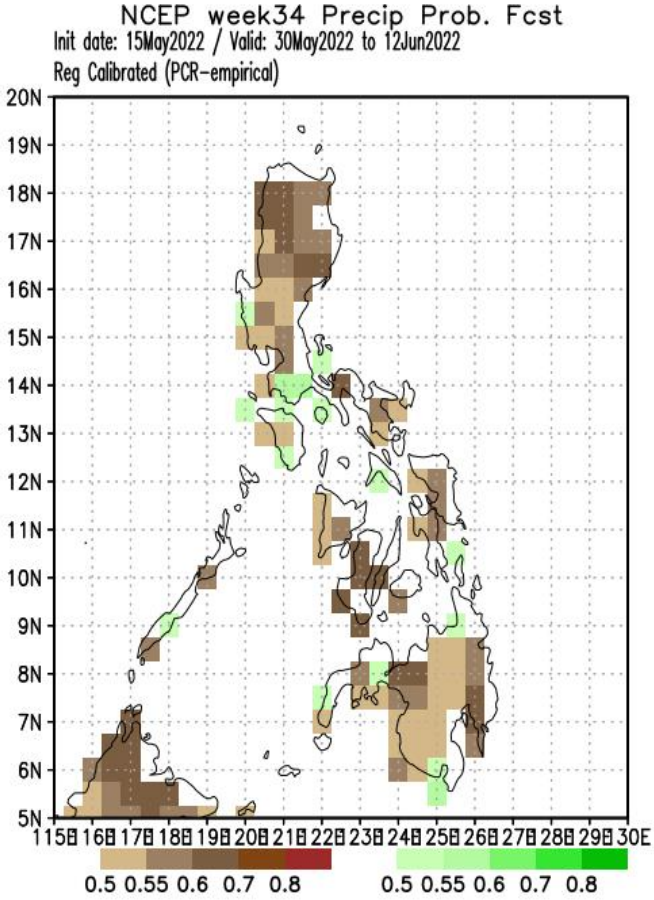 NCEP week34 Precip Prob. Fcst
Init date: 15May2022 / Valid: 30May2022 to 12Jun2022
Reg Calibrated (PCR-empirical)
20N
19N
18N
17N
16N
15N
14N
13N
12N
11N
10N
9N
8N
7N
6N
5N
115E 116E 117E 118E 119E 120E 121E 122E 123E 124E 125E 126E 127E 128E 129E 130E
0.5 0.55 0.6 0.7 0.8 0.5 0.55 0.6 0.7 0.8